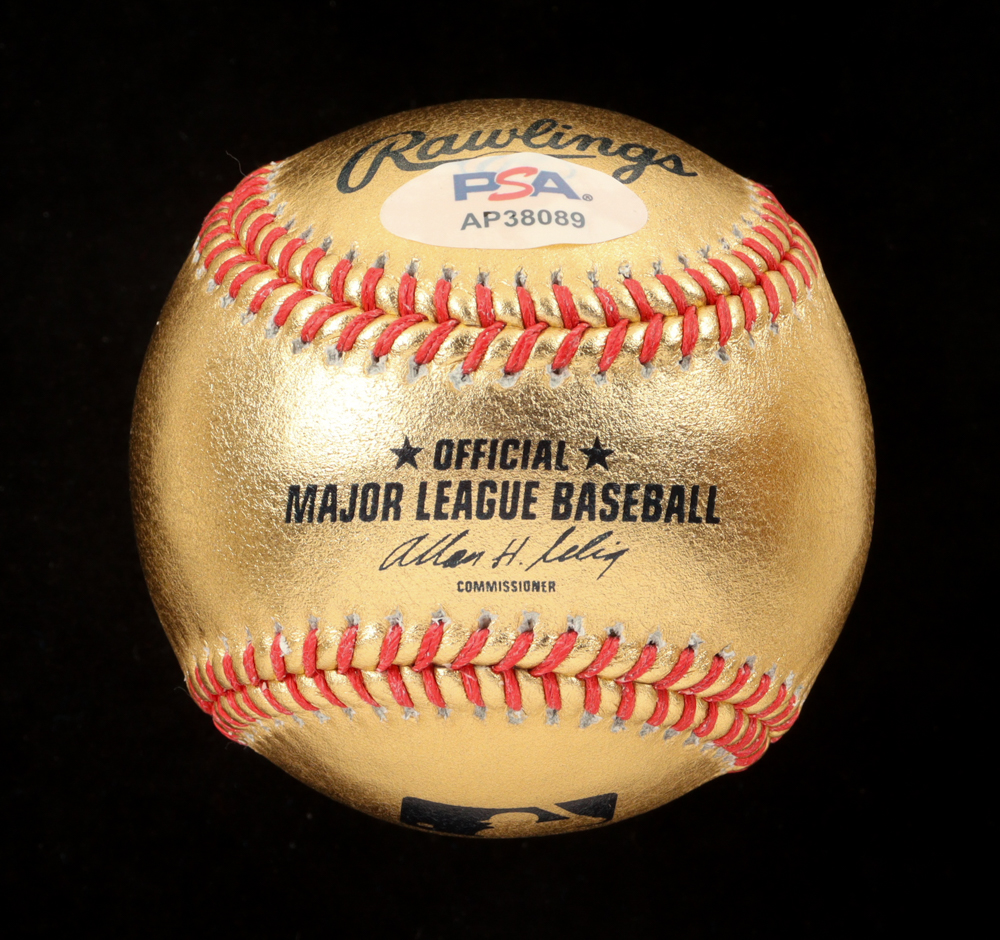 Rawlings
PSA®
AP38089
★ OFFICIAL ★
MAJOR LEAGUE BASEBALL
Allan H. Selig
COMMISSIONER